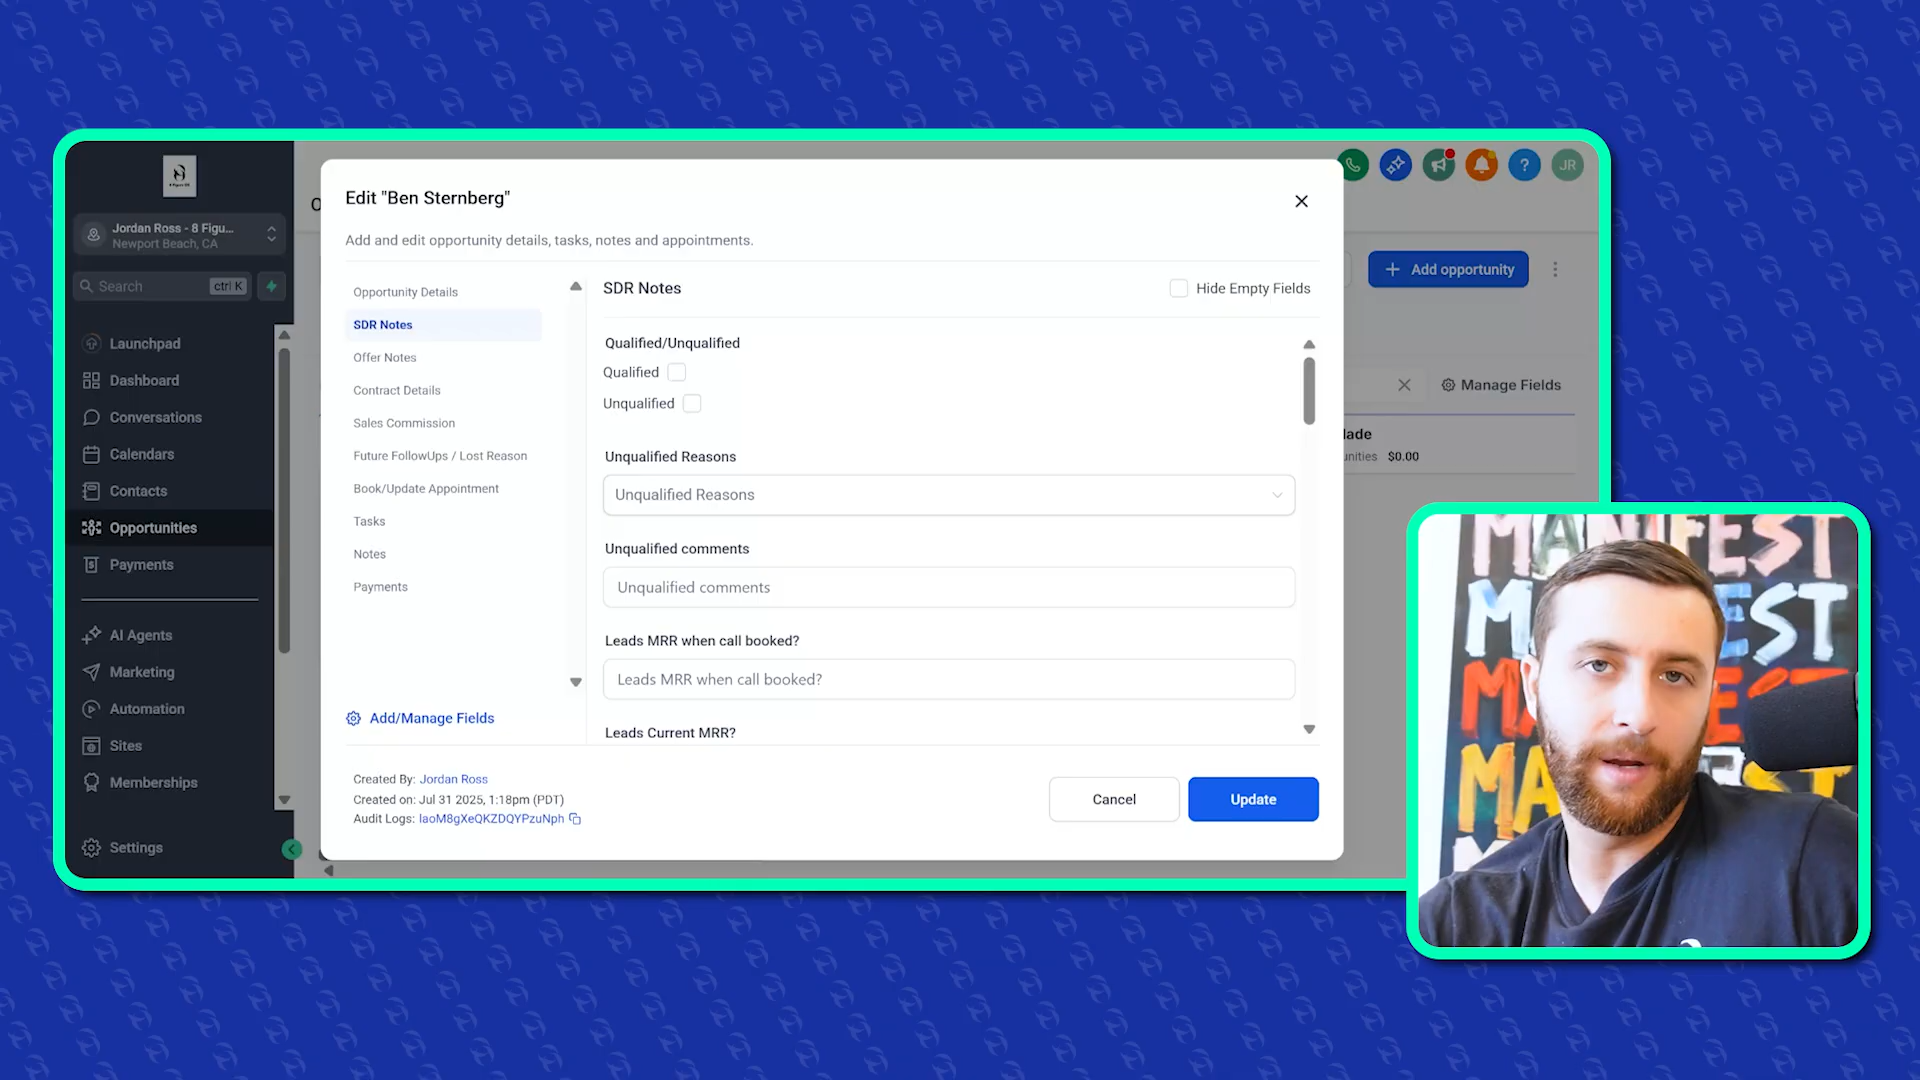 Jordan Ross - 8 Figu...
Newport Beach, CA
Search
ctrl K
Launchpad
Dashboard
Conversations
Calendars
Contacts
Opportunities
Payments
AI Agents
Marketing
Automation
Sites
Memberships
Settings
Edit "Ben Sternberg"
Add and edit opportunity details, tasks, notes and appointments.
Opportunity Details
SDR Notes
Offer Notes
Contract Details
Sales Commission
Future FollowUps / Lost Reason
Book/Update Appointment
Tasks
Notes
Payments
Add/Manage Fields
SDR Notes
Hide Empty Fields
Qualified/Unqualified
Qualified
Unqualified
Unqualified Reasons
Unqualified Reasons
Unqualified comments
Unqualified comments
Leads MRR when call booked?
Leads MRR when call booked?
Leads Current MRR?
Created By: Jordan Ross
Created on: Jul 31 2025, 1:18pm (PDT)
Audit Logs: IaoM8gXeQKZDQYPzuNph
Cancel
Update
JR
+ Add opportunity
Manage Fields
lade
unities $0.00
MANIFEST